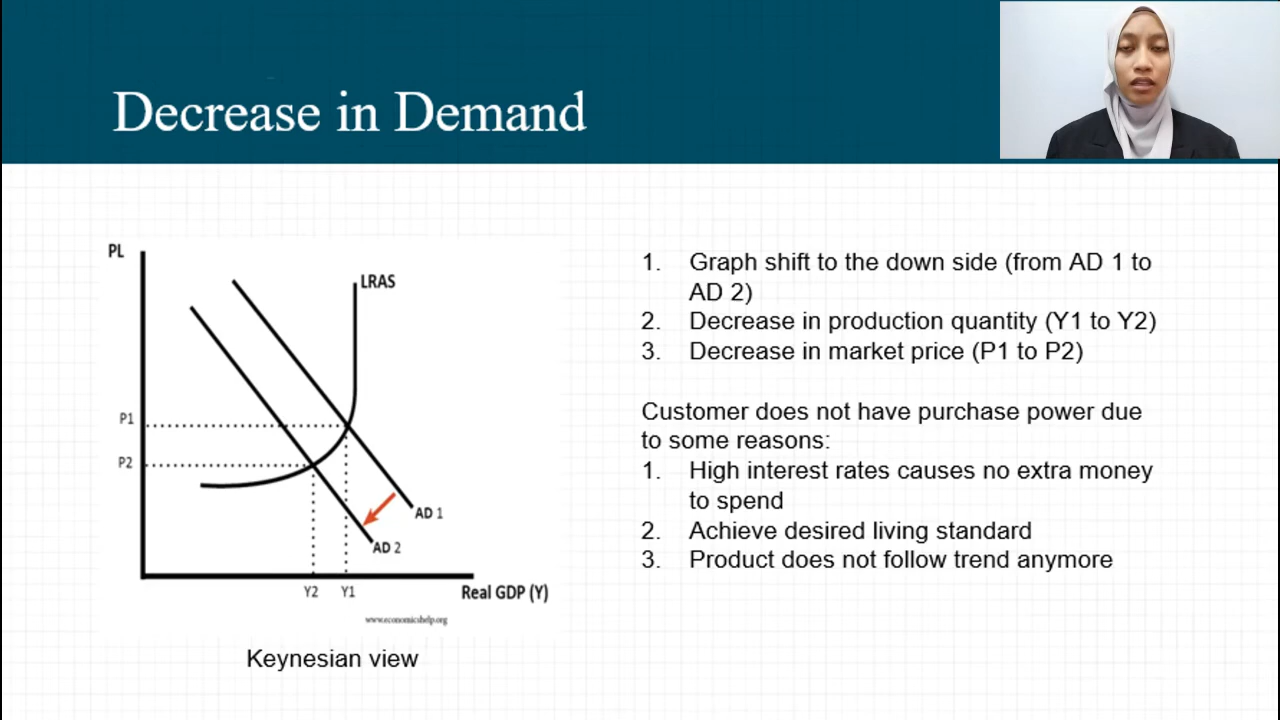 Decrease in Demand
PL
LRAS
P1
P2
AD 1
AD 2
Y2 Y1
Real GDP (Y)
www.economicshelp.org
Keynesian view
1. Graph shift to the down side (from AD 1 to
AD 2)
2. Decrease in production quantity (Y1 to Y2)
3. Decrease in market price (P1 to P2)
Customer does not have purchase power due
to some reasons:
1. High interest rates causes no extra money
to spend
2. Achieve desired living standard
3. Product does not follow trend anymore